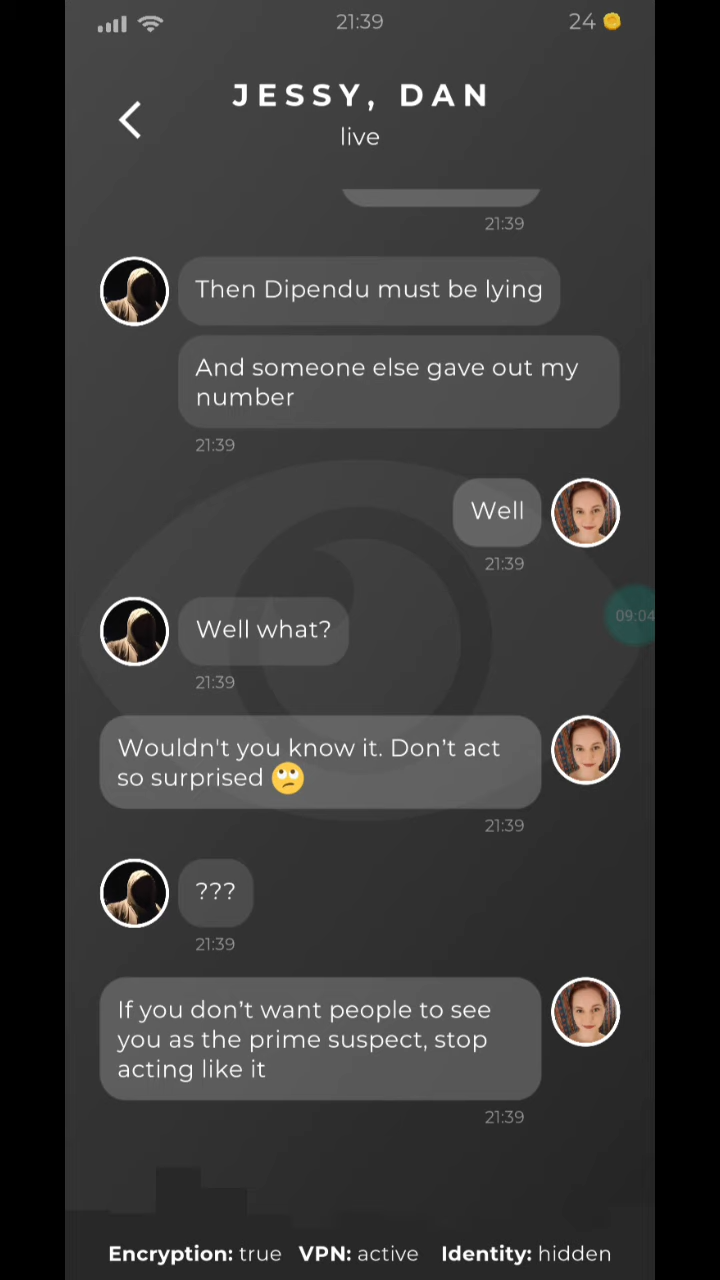 21:39
24
JESSY, DAN
live
21:39
Then Dipendu must be lying
And someone else gave out my
number
21:39
Well
21:39
Well what?
21:39
09:04
Wouldn't you know it. Don’t act
so surprised 🙄
21:39
???
21:39
If you don’t want people to see
you as the prime suspect, stop
acting like it
21:39
Encryption: true VPN: active Identity: hidden